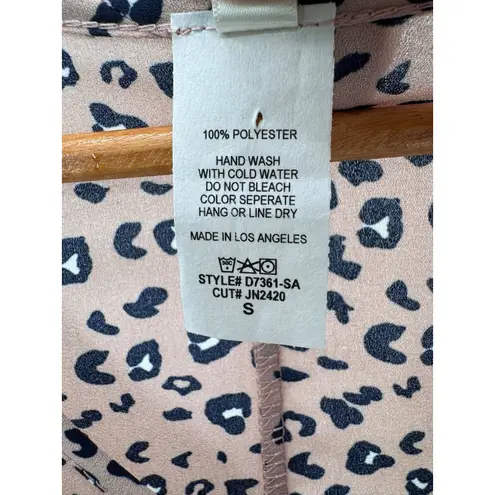 100% POLYESTER
HAND WASH
WITH COLD WATER
DO NOT BLEACH
COLOR SEPERATE
HANG OR LINE DRY
MADE IN LOS ANGELES
STYLE# D7361-SA
CUT# JN2420
S